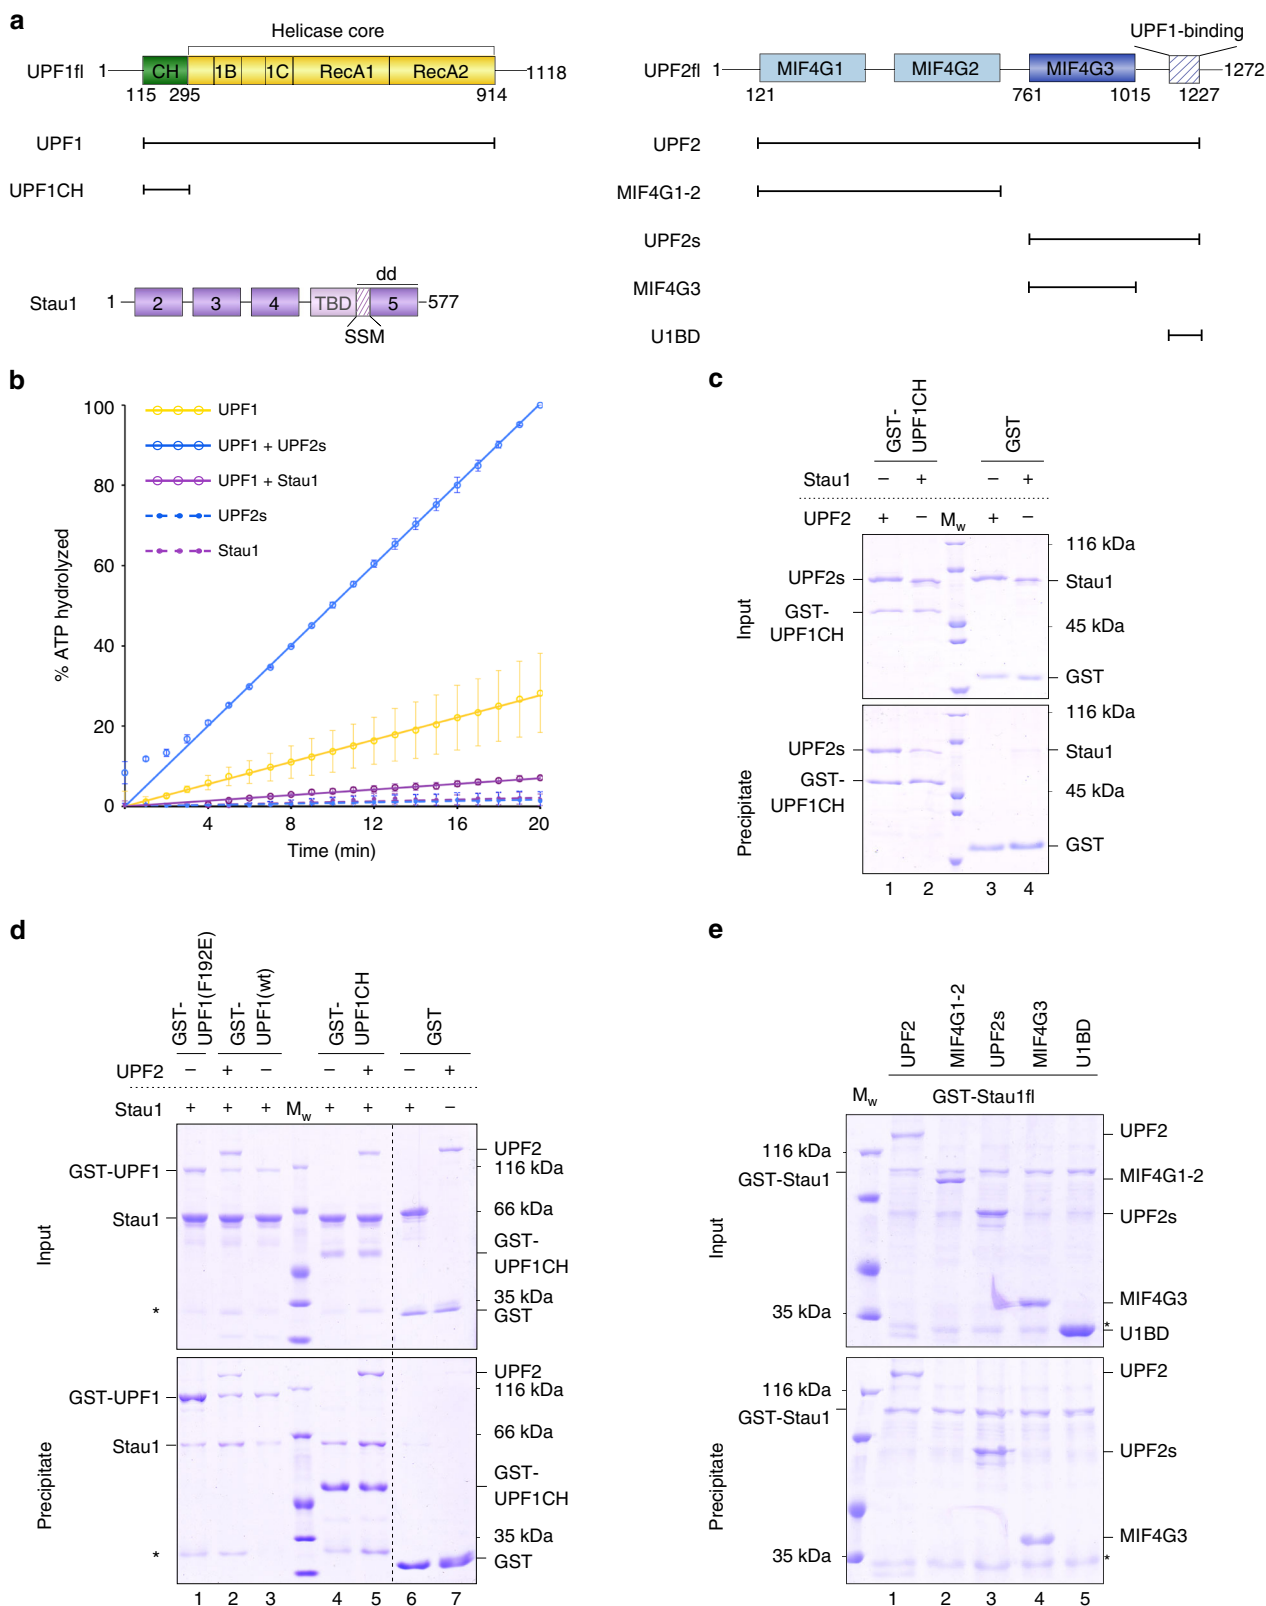 a
Helicase core
UPF1fl 1 CH 1B 1C RecA1 RecA2 1118
115 295 914
UPF1
UPF1CH
UPF1-binding
UPF2fl 1 MIF4G1 MIF4G2 MIF4G3 1272
121 761 1015 1227
UPF2
MIF4G1-2
UPF2s
MIF4G3
U1BD
dd
Stau1 1 2 3 4 TBD 5 577
SSM
b
100
80
60
40
20
0
% ATP hydrolyzed
4 8 12 16 20
Time (min)
UPF1
UPF1 + UPF2s
UPF1 + Stau1
UPF2s
Stau1
c
GST-
UPF1CH
GST
Stau1 − + − +
UPF2 + − Mw + −
Input
UPF2s
GST-
UPF1CH
116 kDa
Stau1
45 kDa
GST
Precipitate
UPF2s
GST-
UPF1CH
116 kDa
Stau1
45 kDa
GST
1 2 3 4
d
GST-
UPF1(F192E)
GST-
UPF1(wt)
GST-
UPF1CH
GST
UPF2 − + − − + − +
Stau1 + + + Mw + + + −
Input
GST-UPF1
Stau1
*
UPF2
116 kDa
66 kDa
GST-
UPF1CH
35 kDa
GST
Precipitate
GST-UPF1
Stau1
*
UPF2
116 kDa
66 kDa
GST-
UPF1CH
35 kDa
GST
1 2 3 4 5 6 7
e
UPF2
MIF4G1-2
UPF2s
MIF4G3
U1BD
Mw GST-Stau1fl
Input
116 kDa
GST-Stau1
35 kDa
UPF2
MIF4G1-2
UPF2s
MIF4G3
*
U1BD
Precipitate
116 kDa
GST-Stau1
35 kDa
UPF2
UPF2s
MIF4G3
*
1 2 3 4 5